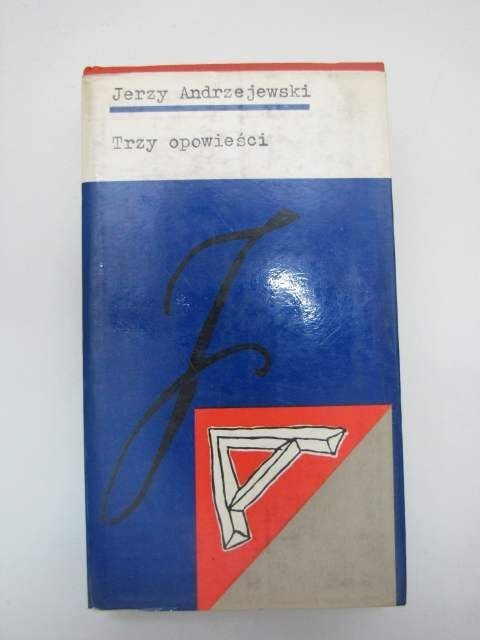 Jerzy Andrzejewski
Trzy opowieści
J
A